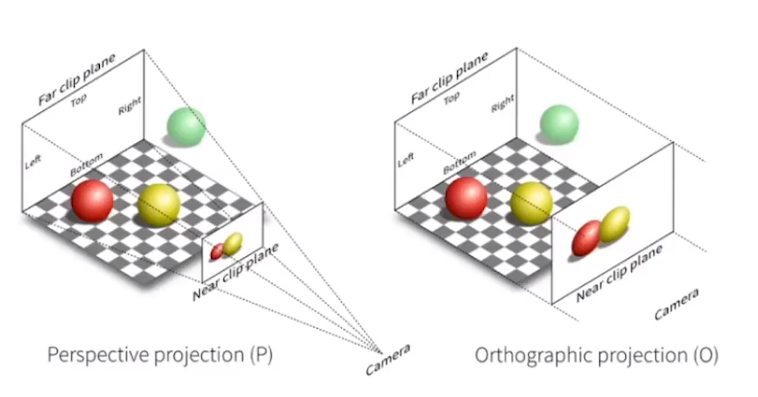 Far clip plane
Top
Right
Left
Bottom
Near clip plane
Camera
Perspective projection (P)
Far clip plane
Top
Right
Left
Bottom
Near clip plane
Camera
Orthographic projection (O)